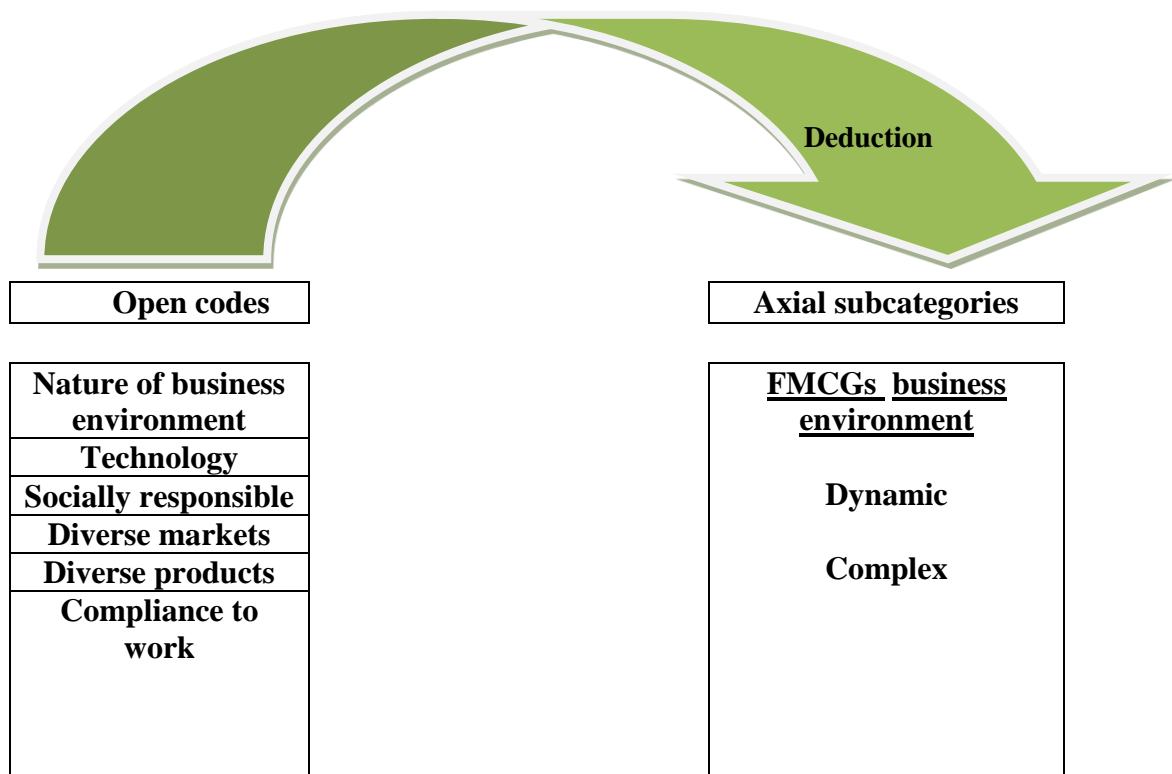 Deduction
Open codes
Axial subcategories
Nature of business
environment
Technology
Socially responsible
Diverse markets
Diverse products
Compliance to
work
FMCGs business
environment
Dynamic
Complex